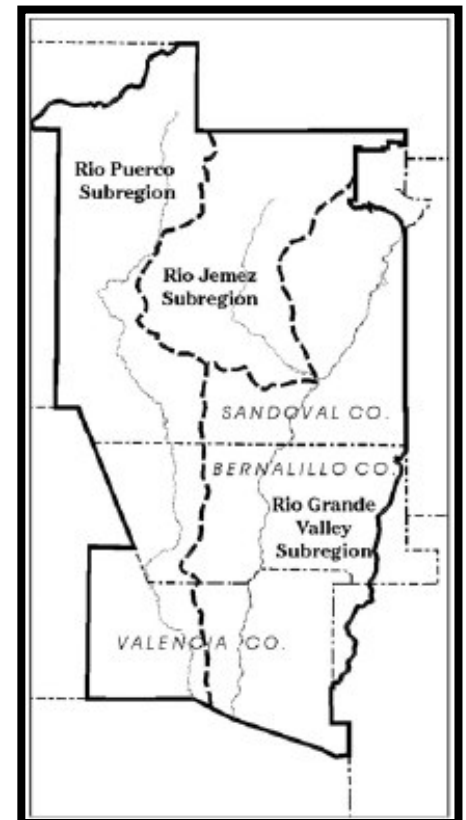 Rio Puerco
Subregion
Rio Jemez
Subregion
SANDOVAL CO.
BERNALILLO CO.
Rio Grande
Valley
Subregion
VALENCIA CO.